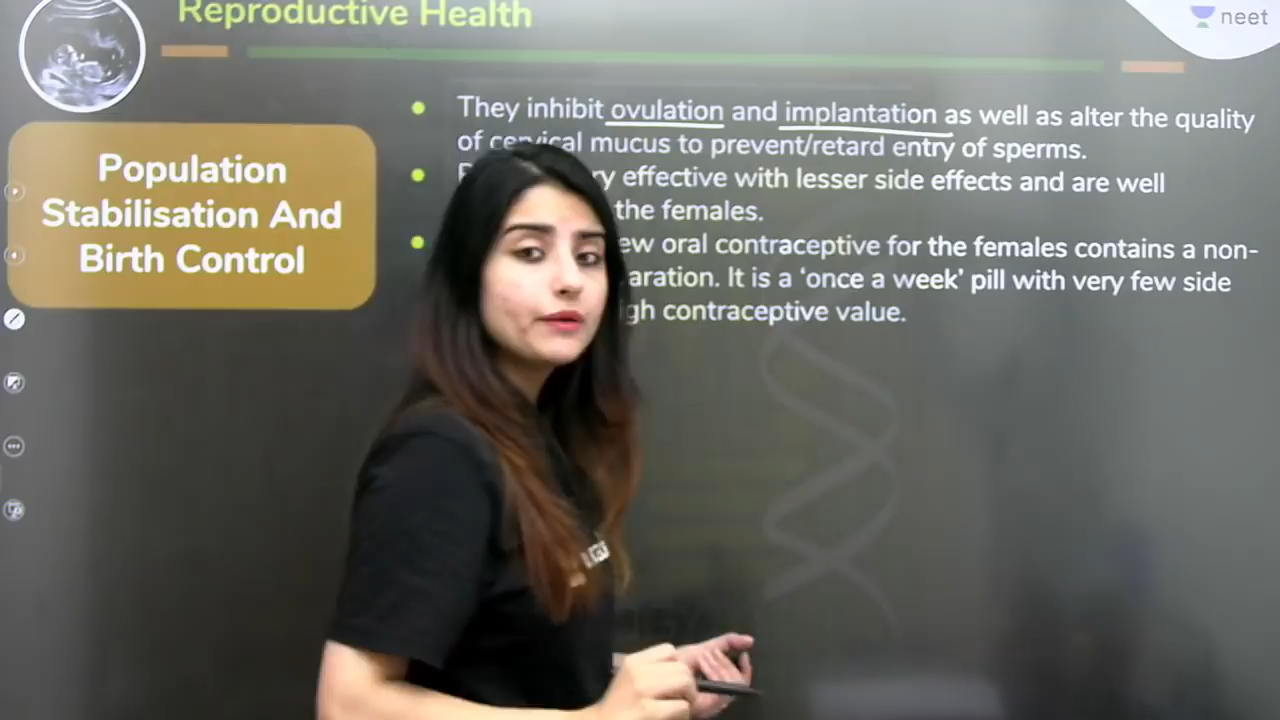 Reproductive Health
neet
Population
Stabilisation And
Birth Control
They inhibit ovulation and implantation as well as alter the quality
of cervical mucus to prevent/retard entry of sperms.
effective with lesser side effects and are well
the females.
oral contraceptive for the females contains a non-
It is a ‘once a week’ pill with very few side
contraceptive value.